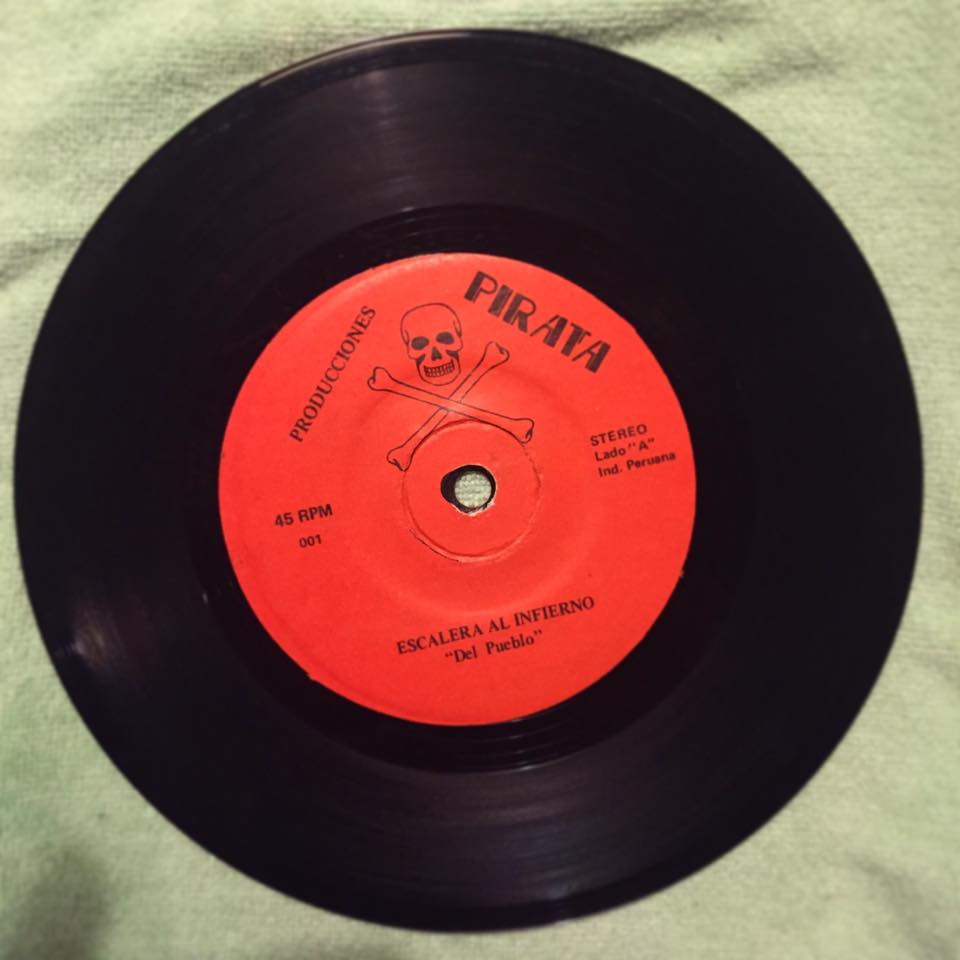 PRODUCCIONES
PIRATA
STEREO
Lado "A"
Ind. Peruana
45 RPM
001
ESCALERA AL INFIERNO
"Del Pueblo"